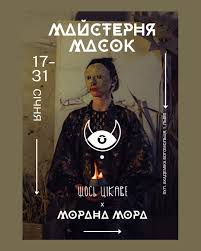 МАЙСТЕРНЯ
МАСОК
17-
31
СІЧНЯ
ЩОСЬ ЦІКАВЕ
x
МОРАНА МОРА